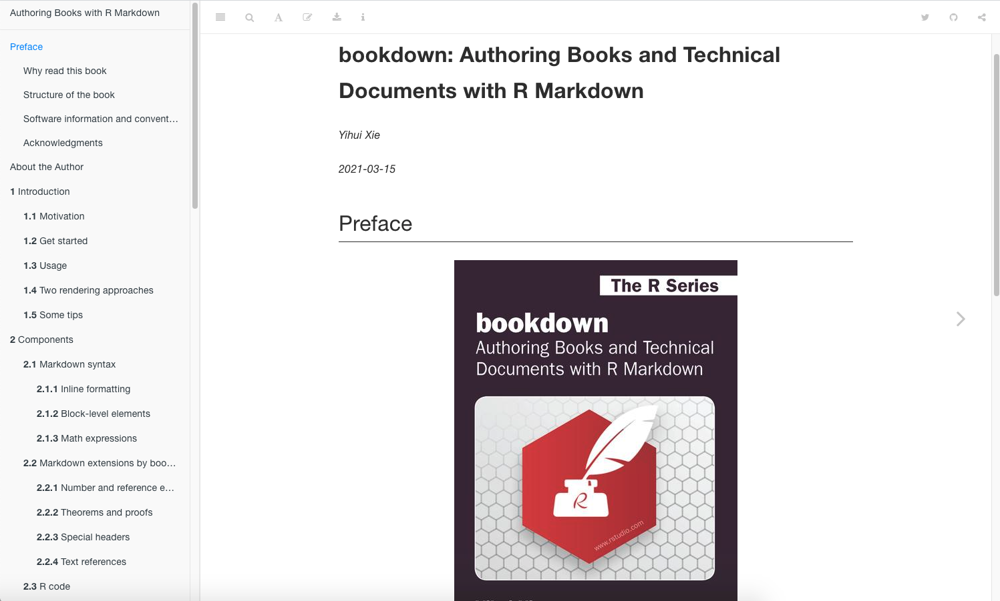 Authoring Books with R Markdown
Preface
Why read this book
Structure of the book
Software information and convent...
Acknowledgments
About the Author
1 Introduction
1.1 Motivation
1.2 Get started
1.3 Usage
1.4 Two rendering approaches
1.5 Some tips
2 Components
2.1 Markdown syntax
2.1.1 Inline formatting
2.1.2 Block-level elements
2.1.3 Math expressions
2.2 Markdown extensions by boo...
2.2.1 Number and reference e...
2.2.2 Theorems and proofs
2.2.3 Special headers
2.2.4 Text references
2.3 R code
bookdown: Authoring Books and Technical
Documents with R Markdown
Yihui Xie
2021-03-15
Preface
The R Series
bookdown
Authoring Books and Technical
Documents with R Markdown
R
www.rstudio.com